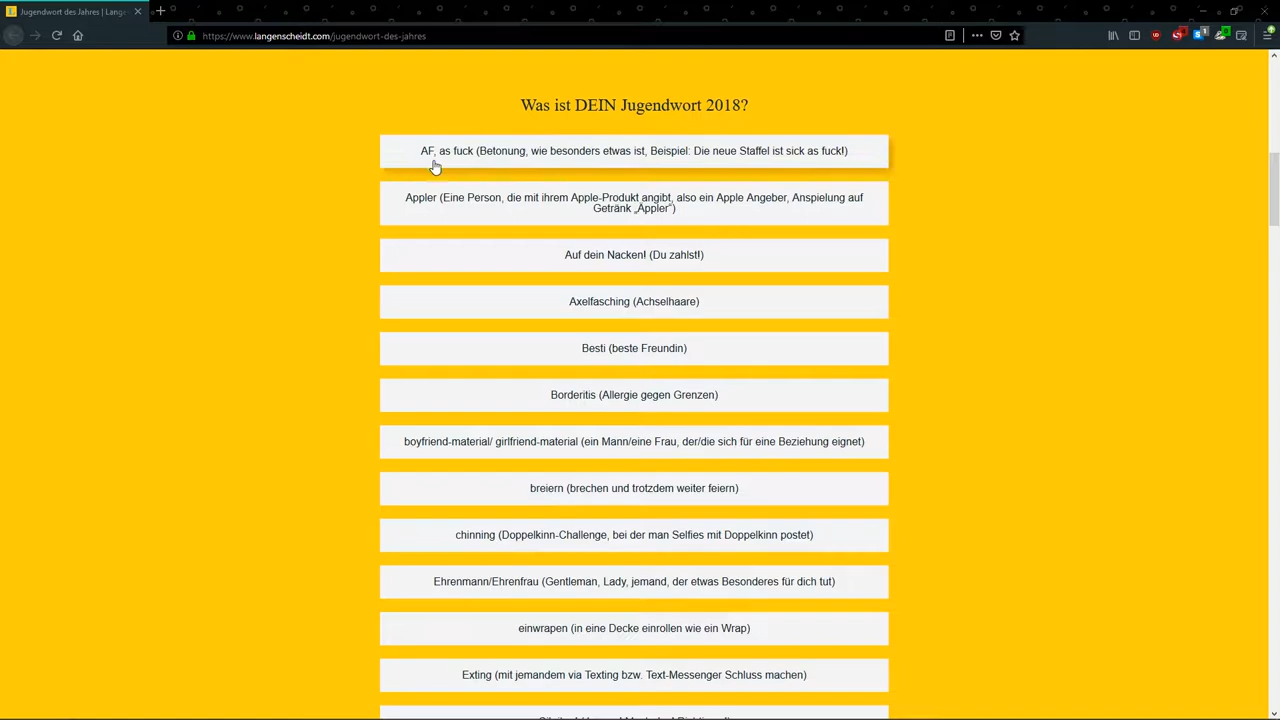 Jugendwort des Jahres | Lang
https://www.langenscheidt.com/jugendwort-des-jahres
Was ist DEIN Jugendwort 2018?
AF, as fuck (Betonung, wie besonders etwas ist, Beispiel: Die neue Staffel ist sick as fuck!)
Appler (Eine Person, die mit ihrem Apple-Produkt angibt, also ein Apple Angeber, Anspielung auf
Getränk „Äppler“)
Auf dein Nacken! (Du zahlst!)
Axelfasching (Achselhaare)
Besti (beste Freundin)
Borderitis (Allergie gegen Grenzen)
boyfriend-material/ girlfriend-material (ein Mann/eine Frau, der/die sich für eine Beziehung eignet)
breiern (brechen und trotzdem weiter feiern)
chinning (Doppelkinn-Challenge, bei der man Selfies mit Doppelkinn postet)
Ehrenmann/Ehrenfrau (Gentleman, Lady, jemand, der etwas Besonderes für dich tut)
einwrapen (in eine Decke einrollen wie ein Wrap)
Exting (mit jemandem via Texting bzw. Text-Messenger Schluss machen)